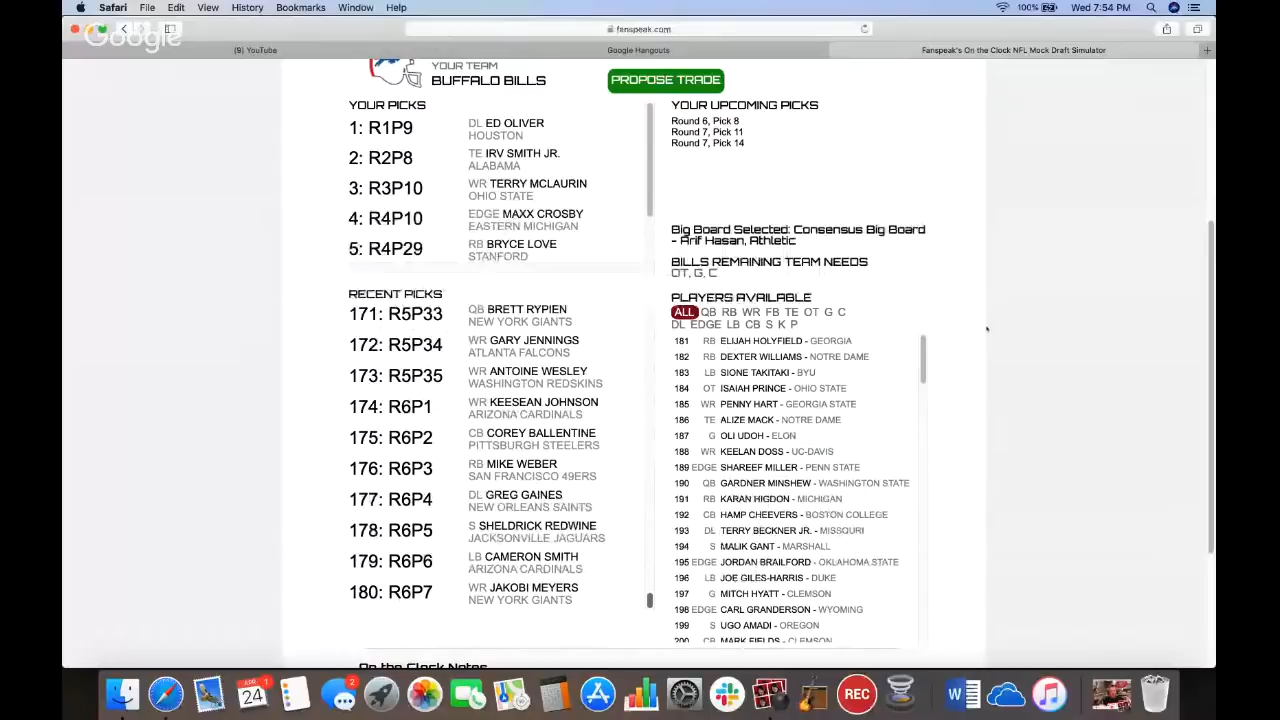 Safari File Edit View History Bookmarks Window Help 100% Wed 7:54 PM
Google
fanspeak.com
(9) YouTube Google Hangouts Fanspeak's On the Clock NFL Mock Draft Simulator
YOUR TEAM
BUFFALO BILLS
PROPOSE TRADE
YOUR PICKS
1: R1P9 DL ED OLIVER
HOUSTON
2: R2P8 TE IRV SMITH JR.
ALABAMA
3: R3P10 WR TERRY MCLAURIN
OHIO STATE
4: R4P10 EDGE MAXX CROSBY
EASTERN MICHIGAN
5: R4P29 RB BRYCE LOVE
STANFORD
YOUR UPCOMING PICKS
Round 6, Pick 8
Round 7, Pick 11
Round 7, Pick 14
Big Board Selected: Consensus Big Board
- Arif Hasan, Athletic
BILLS REMAINING TEAM NEEDS
OT, G, C
RECENT PICKS
171: R5P33 QB BRETT RYPIEN
NEW YORK GIANTS
172: R5P34 WR GARY JENNINGS
ATLANTA FALCONS
173: R5P35 WR ANTOINE WESLEY
WASHINGTON REDSKINS
174: R6P1 WR KEESEAN JOHNSON
ARIZONA CARDINALS
175: R6P2 CB COREY BALLENTINE
PITTSBURGH STEELERS
176: R6P3 RB MIKE WEBER
SAN FRANCISCO 49ERS
177: R6P4 DL GREG GAINES
NEW ORLEANS SAINTS
178: R6P5 S SHELDRICK REDWINE
JACKSONVILLE JAGUARS
179: R6P6 LB CAMERON SMITH
ARIZONA CARDINALS
180: R6P7 WR JAKOBI MEYERS
NEW YORK GIANTS
PLAYERS AVAILABLE
ALL QB RB WR FB TE OT G C
DL EDGE LB CB S K P
181 RB ELIJAH HOLYFIELD - GEORGIA
182 RB DEXTER WILLIAMS - NOTRE DAME
183 LB SIONE TAKITAKI - BYU
184 OT ISAIAH PRINCE - OHIO STATE
185 WR PENNY HART - GEORGIA STATE
186 TE ALIZE MACK - NOTRE DAME
187 G OLI UDOH - ELON
188 WR KEELAN DOSS - UC-DAVIS
189 EDGE SHAREEF MILLER - PENN STATE
190 QB GARDNER MINSHEW - WASHINGTON STATE
191 RB KARAN HIGDON - MICHIGAN
192 CB HAMP CHEEVERS - BOSTON COLLEGE
193 DL TERRY BECKNER JR. - MISSOURI
194 S MALIK GANT - MARSHALL
195 EDGE JORDAN BRAILFORD - OKLAHOMA STATE
196 LB JOE GILES-HARRIS - DUKE
197 G MITCH HYATT - CLEMSON
198 EDGE CARL GRANDERSON - WYOMING
199 S UGO AMADI - OREGON
200 CB MARK FIELDS - CLEMSON
On the Clock Notes
APR 1
24
2
REC
W